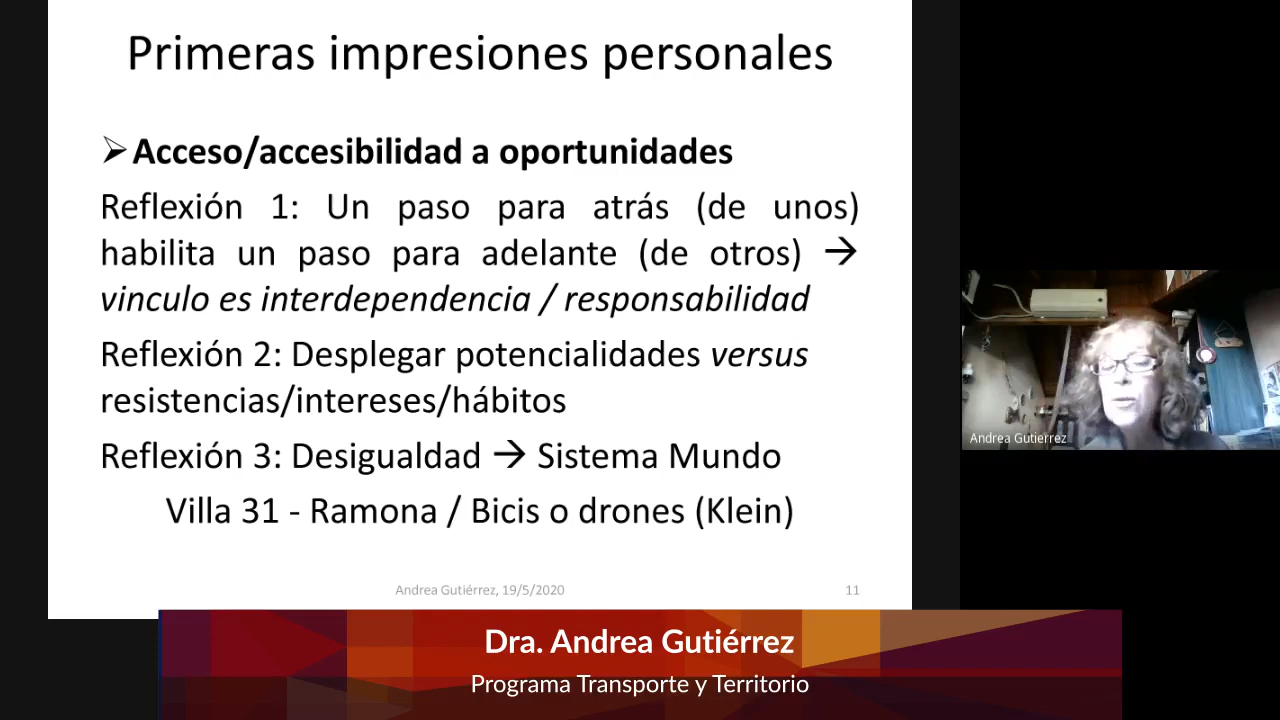 Primeras impresiones personales
➢Acceso/accesibilidad a oportunidades
Reflexión 1: Un paso para atrás (de unos)
habilita un paso para adelante (de otros) →
vinculo es interdependencia / responsabilidad
Reflexión 2: Desplegar potencialidades versus
resistencias/intereses/hábitos
Reflexión 3: Desigualdad → Sistema Mundo
Villa 31 - Ramona / Bicis o drones (Klein)
Andrea Gutiérrez, 19/5/2020
11
Andrea Gutierrez
Dra. Andrea Gutiérrez
Programa Transporte y Territorio